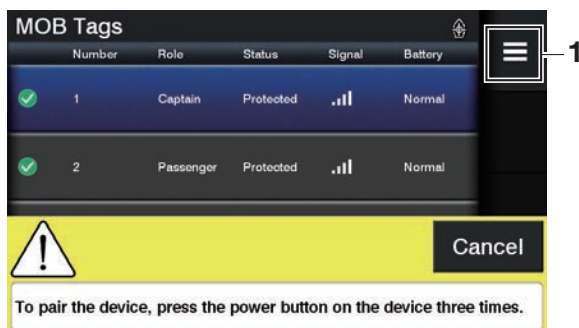 MOB Tags
Number Role Status Signal Battery
1
1 Captain Protected Normal
2 Passenger Protected Normal
Cancel
To pair the device, press the power button on the device three times.